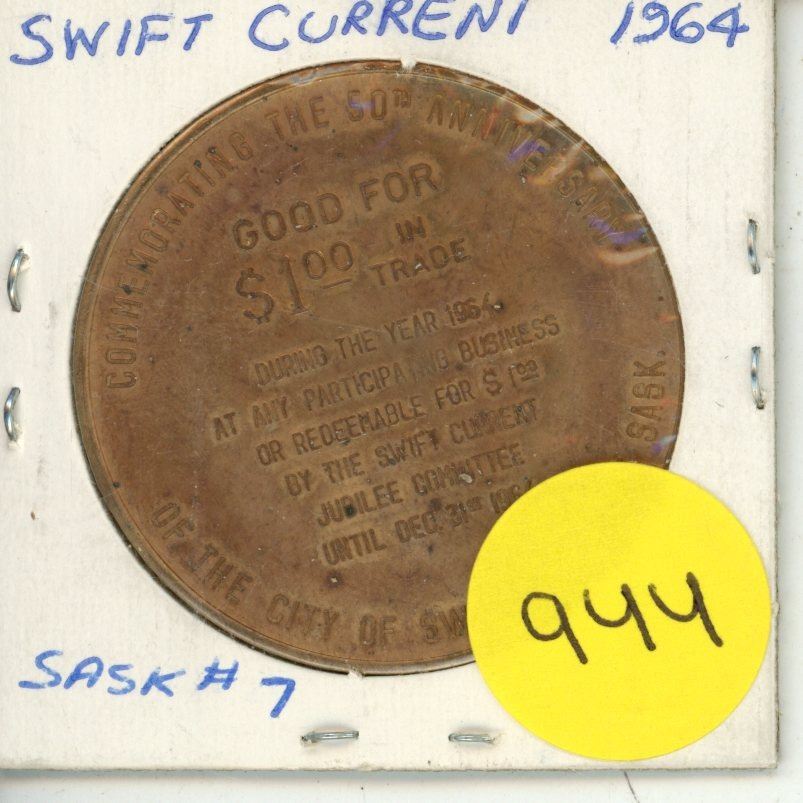 SWIFT CURRENT 1964
COMMEMORATING THE 50TH ANNIVERSARY
GOOD FOR
$1.00 IN TRADE
DURING THE YEAR 1964
AT ANY PARTICIPATING BUSINESS
OR REDEEMABLE FOR $1.00
BY THE SWIFT CURRENT
JUBILEE COMMITTEE
UNTIL DEC. 31ST 1964
OF THE CITY OF SW
SASK.
944
SASK # 7